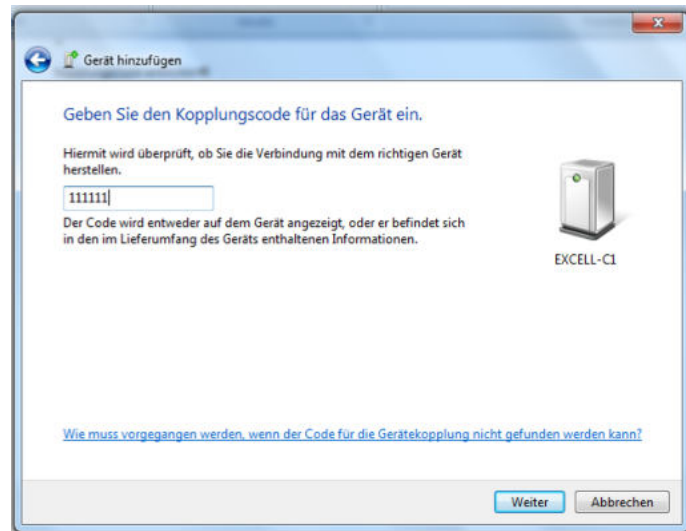 Gerät hinzufügen
Geben Sie den Kopplungscode für das Gerät ein.
Hiermit wird überprüft, ob Sie die Verbindung mit dem richtigen Gerät
herstellen.
111111
Der Code wird entweder auf dem Gerät angezeigt, oder er befindet sich
in den im Lieferumfang des Geräts enthaltenen Informationen.
EXCELL-C1
Wie muss vorgegangen werden, wenn der Code für die Gerätekopplung nicht gefunden werden kann?
Weiter
Abbrechen